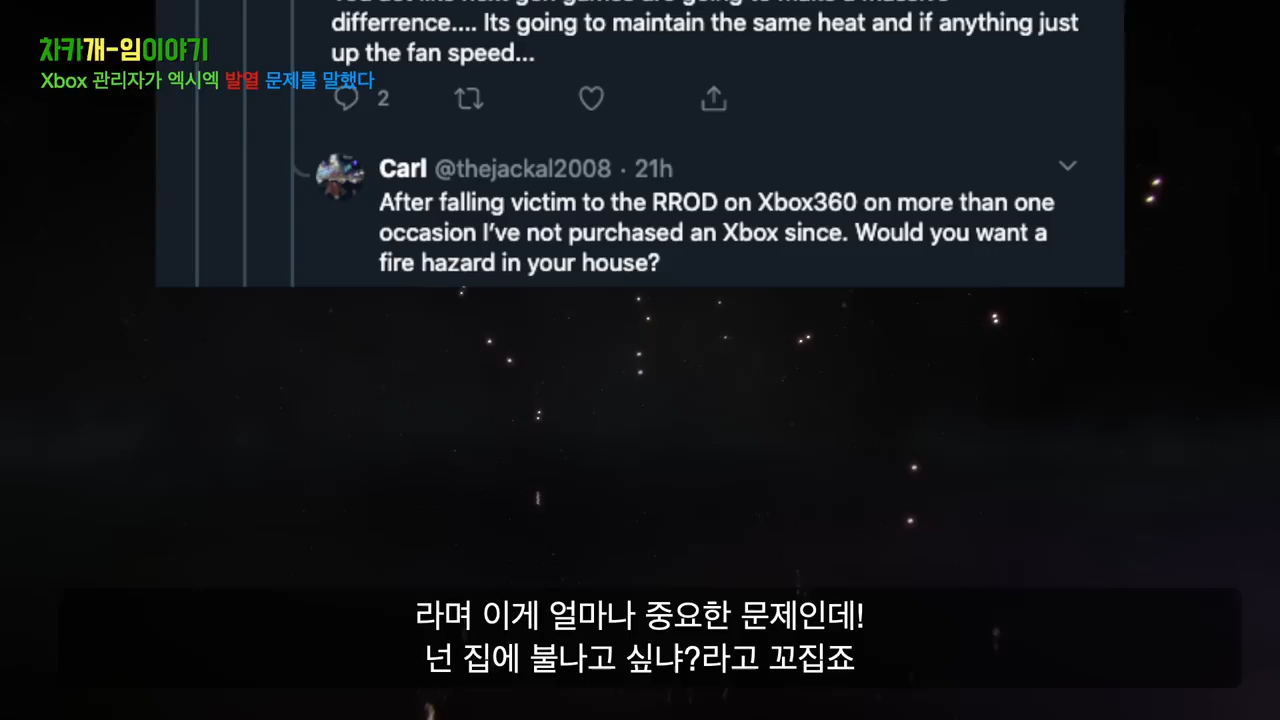 차카개-임이야기
Xbox 관리자가 엑시엑 발열 문제를 말했다
differrence.... Its going to maintain the same heat and if anything just
up the fan speed...
2
Carl @thejackal2008 · 21h
After falling victim to the RROD on Xbox360 on more than one
occasion I've not purchased an Xbox since. Would you want a
fire hazard in your house?
라며 이게 얼마나 중요한 문제인데!
넌 집에 불나고 싶냐?라고 꼬집죠